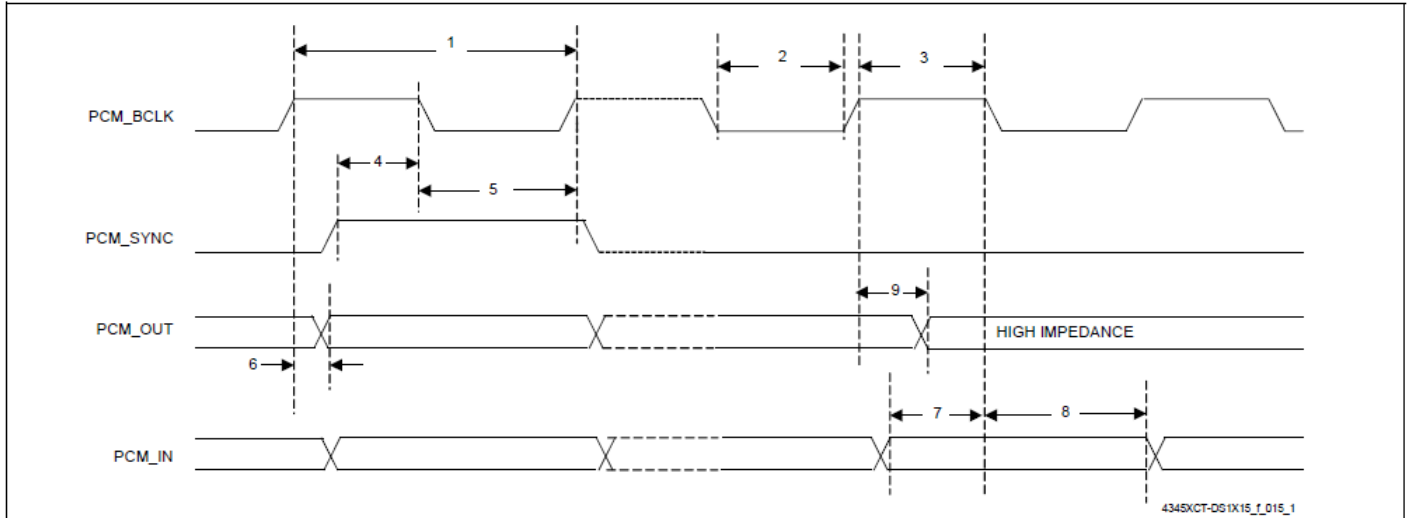 1
2
3
PCM_BCLK
4
5
PCM_SYNC
9
PCM_OUT
HIGH IMPEDANCE
6
7
8
PCM_IN
4345XCT-DS1X15_f_015_1